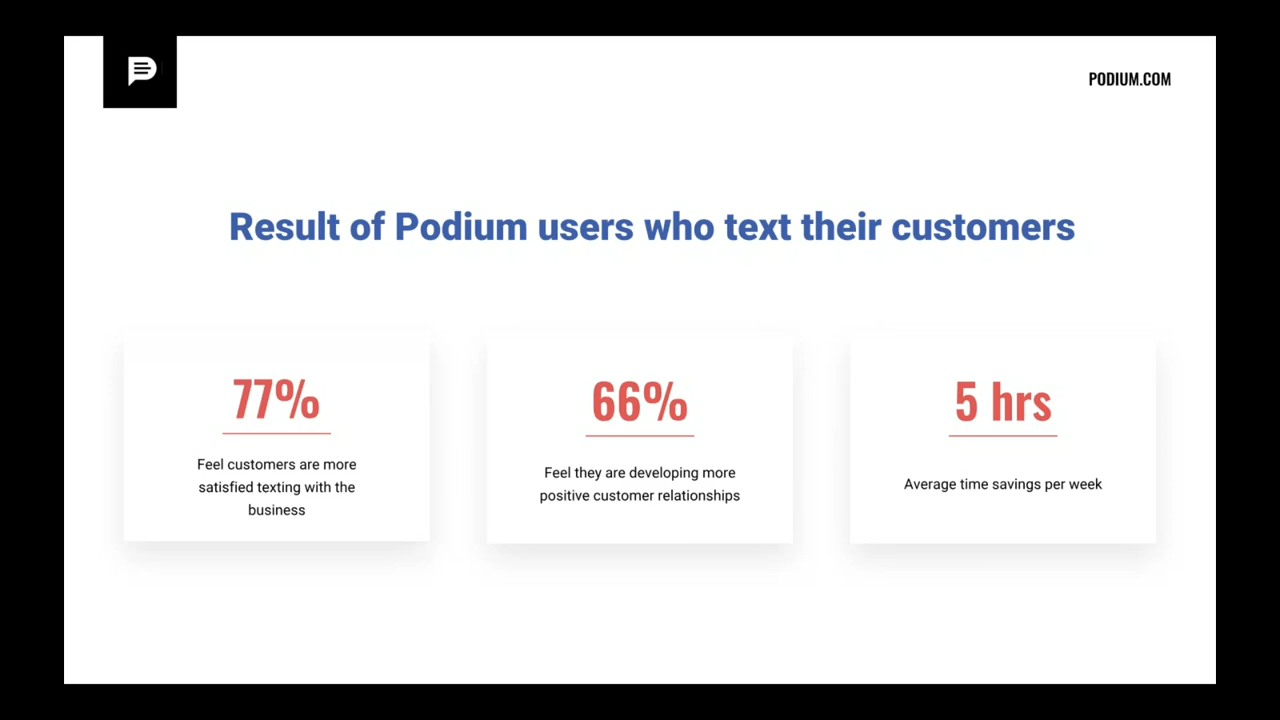 PODIUM.COM
Result of Podium users who text their customers
77%
Feel customers are more
satisfied texting with the
business
66%
Feel they are developing more
positive customer relationships
5 hrs
Average time savings per week